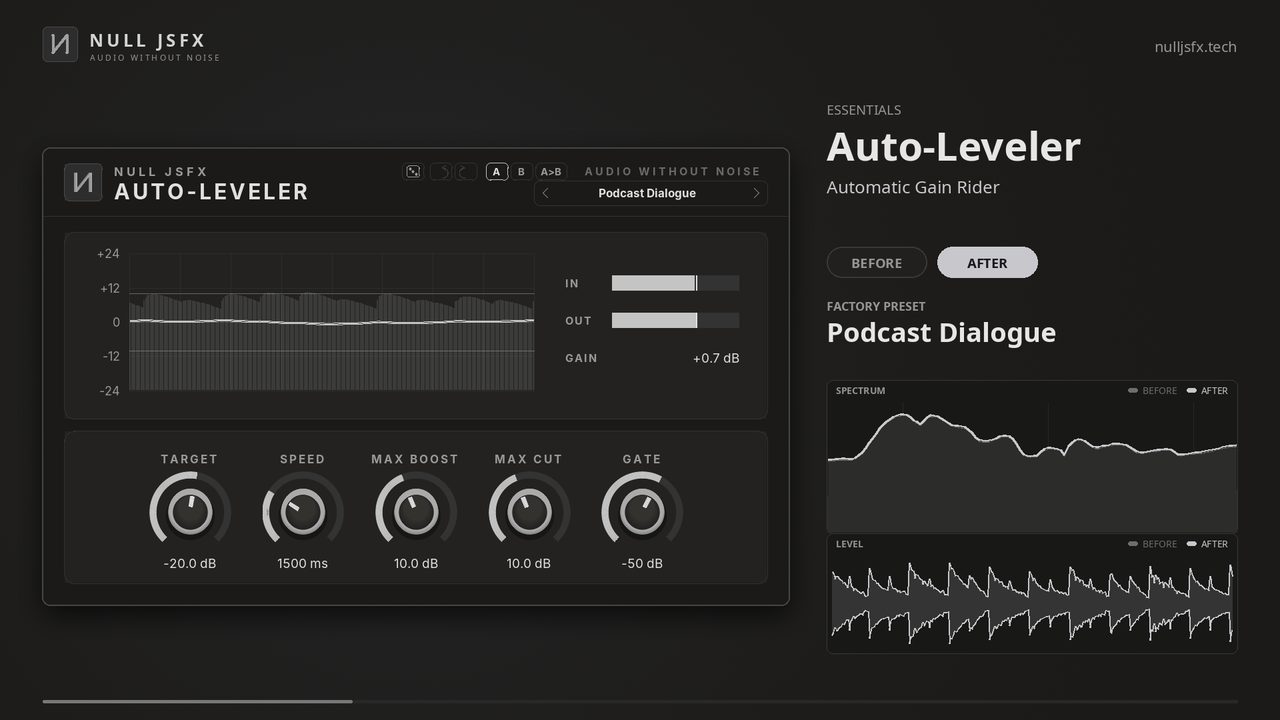 NULL JSFX
AUDIO WITHOUT NOISE
nulljsfx.tech
NULL JSFX
AUTO-LEVELER
A B A>B AUDIO WITHOUT NOISE
Podcast Dialogue
+24
+12
0
-12
-24
IN
OUT
GAIN +0.7 dB
TARGET SPEED MAX BOOST MAX CUT GATE
-20.0 dB 1500 ms 10.0 dB 10.0 dB -50 dB
ESSENTIALS
Auto-Leveler
Automatic Gain Rider
BEFORE AFTER
FACTORY PRESET
Podcast Dialogue
SPECTRUM BEFORE AFTER
LEVEL BEFORE AFTER